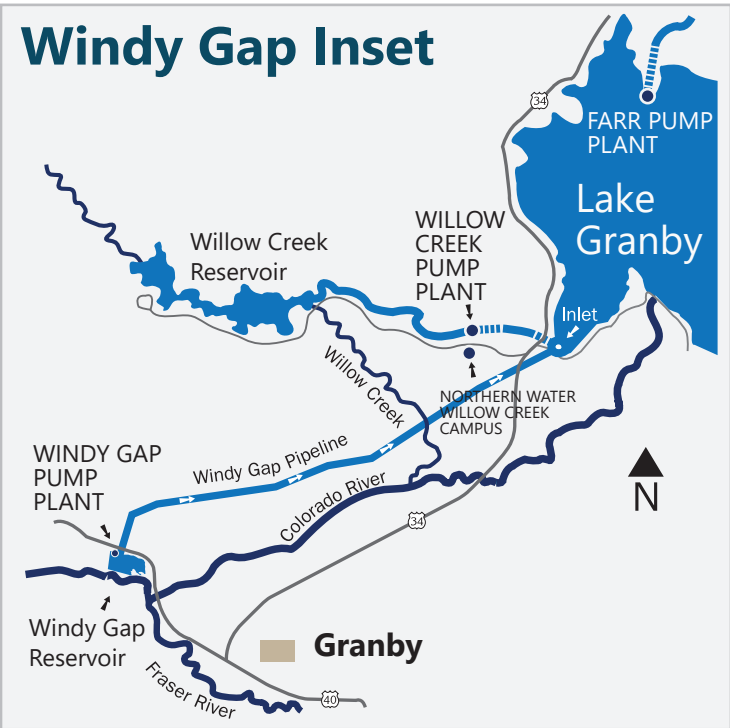 Windy Gap Inset
34
FARR PUMP
PLANT
Lake
Granby
WILLOW
CREEK
PUMP
PLANT
Willow Creek
Reservoir
Inlet
Willow Creek
NORTHERN WATER
WILLOW CREEK
CAMPUS
WINDY GAP
PUMP
PLANT
Windy Gap Pipeline
Colorado River
N
34
Windy Gap
Reservoir
Granby
Fraser River
40